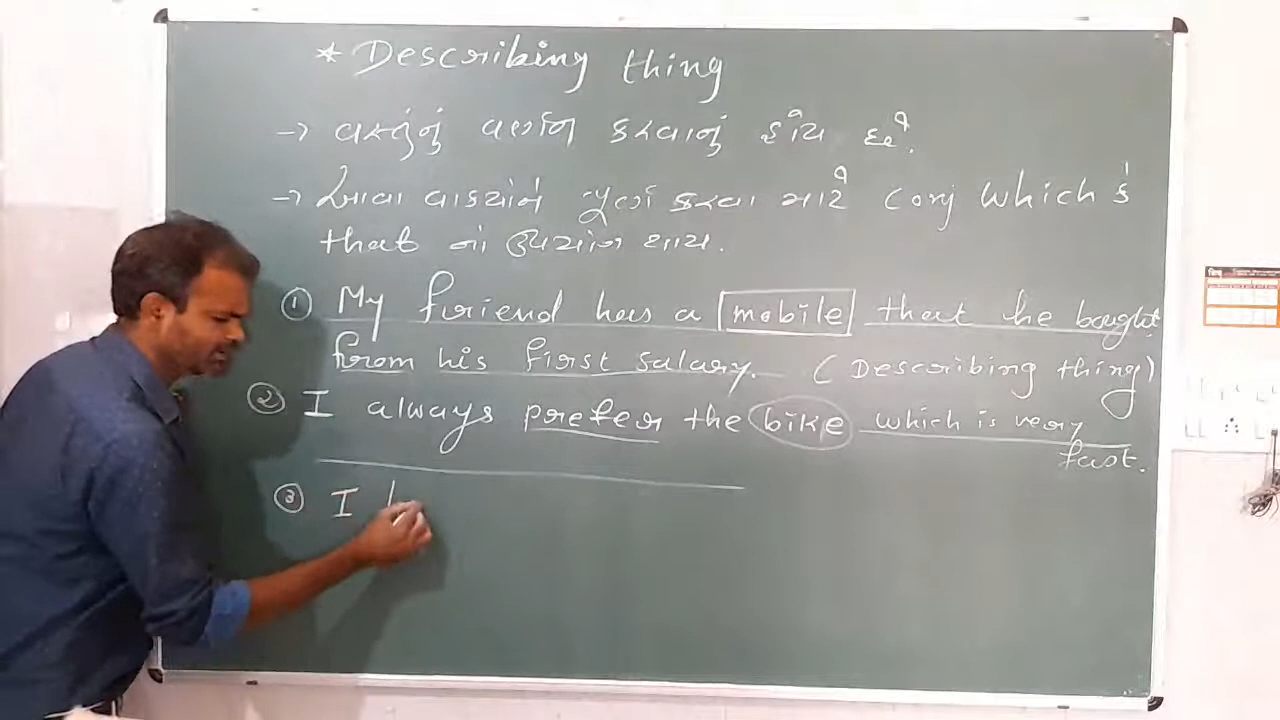 * Describing thing
→ વસ્તુનું વર્ણન કરવાનું હોય છે.
→ આવા વાક્યોને જુદાં કરવા માટે Conj which કે
that નો ઉપયોગ થાય.
① My friend has a mobile that he bought
from his first salary. (Describing thing)
② I always prefer the bike which is very
fast.
③ I